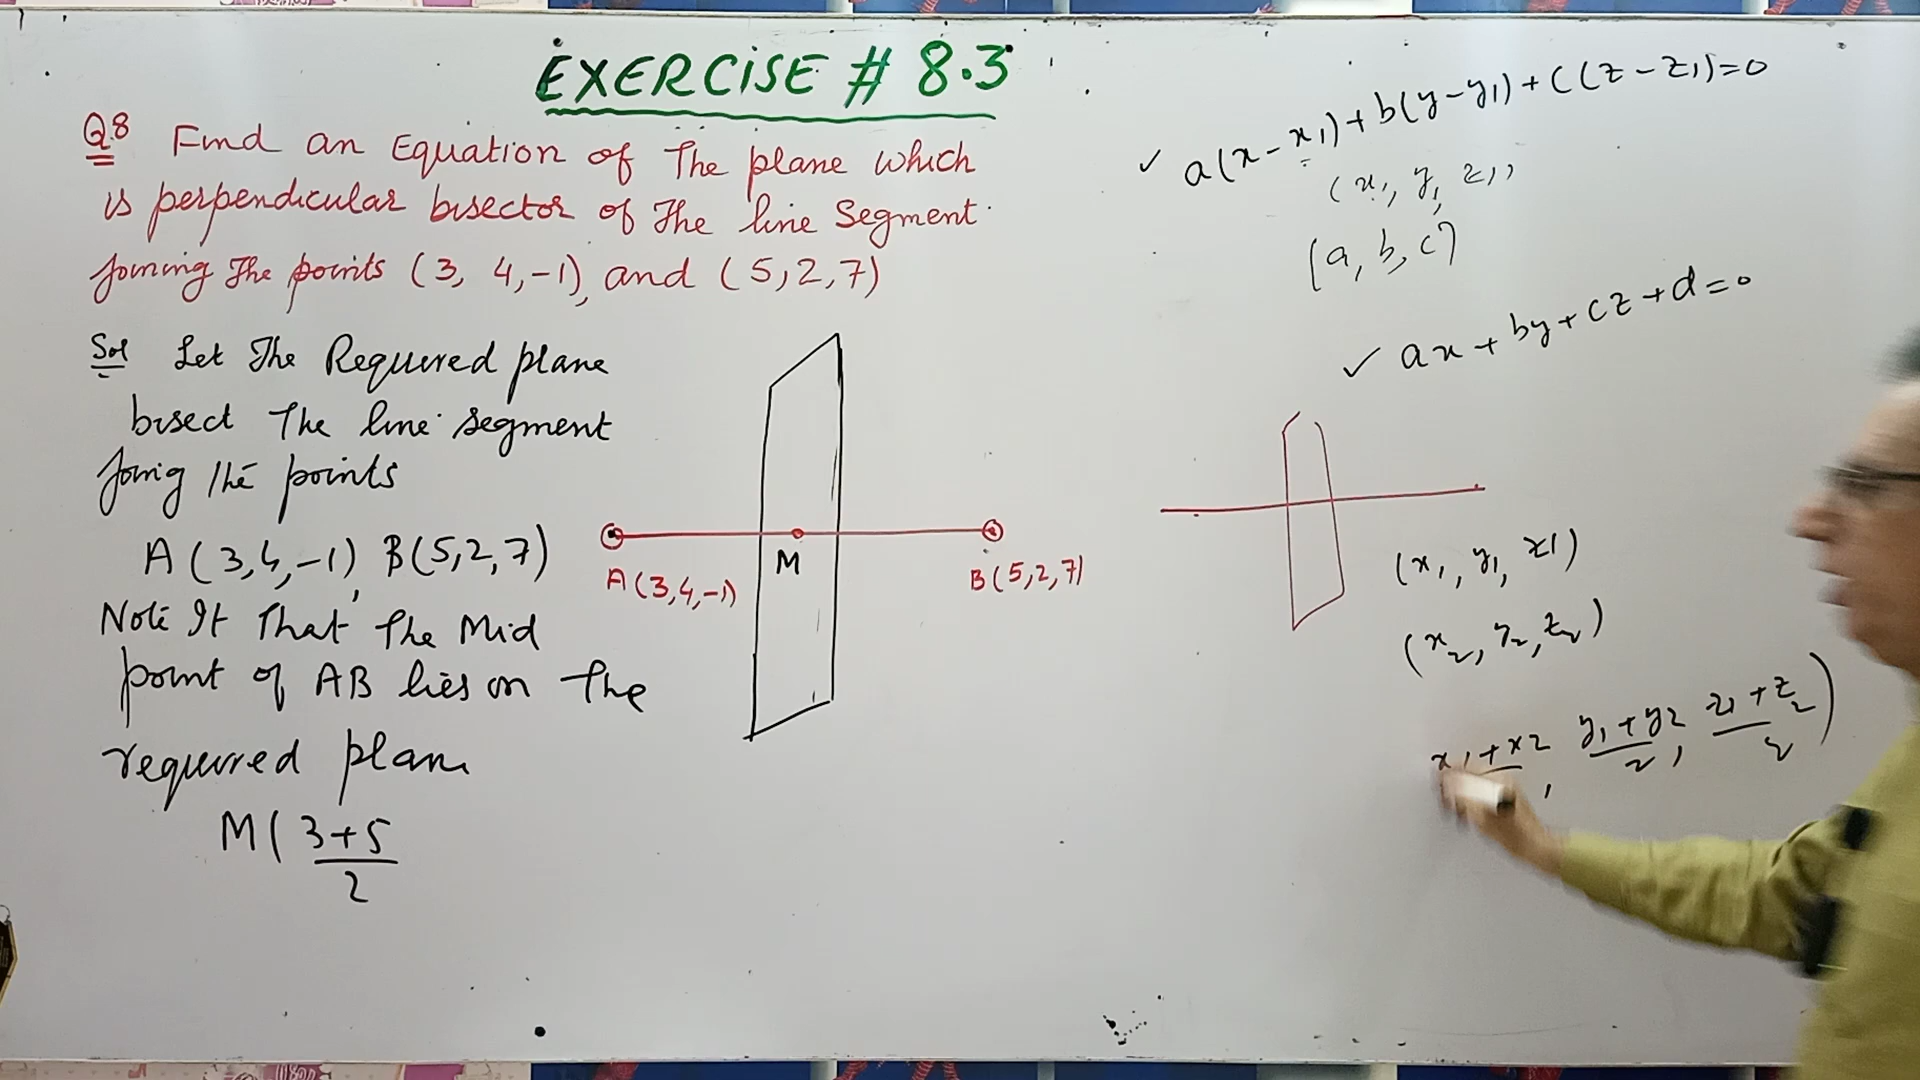 EXERCISE # 8.3
Q.8 Find an Equation of The plane which
is perpendicular bisector of The line Segment
Joining The points (3, 4,-1), and (5,2,7)
Sol Let The Required plane
bisect The line segment
Joing The points
A(3,4,-1), B(5,2,7)
Note It That The Mid
point of AB lies on The
required plane
M( 3+5
2
M
A(3,4,-1)
B(5,2,7)
✓ a(x-x1)+b(y-y1)+c(z-z1)=0
(x1, y1, z1)
(a, b, c)
✓ ax+by+cz+d=0
(x1, y1, z1)
(x2, y2, z2)
x1+x2, y1+y2, z1+z2)
2 2